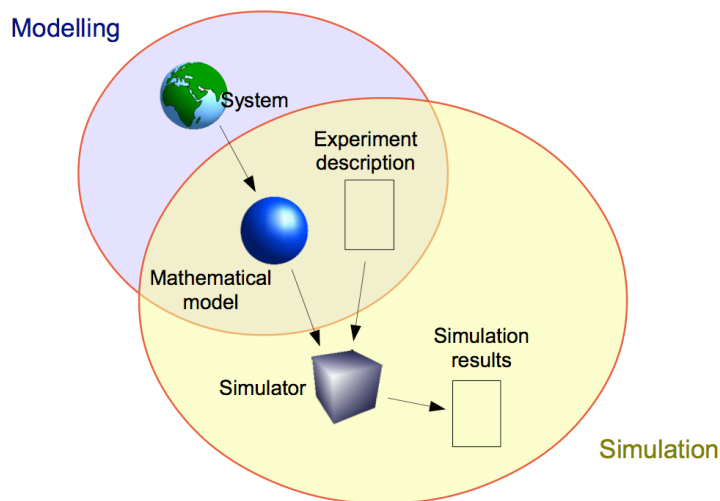 Modelling
System
Experiment
description
Mathematical
model
Simulation
results
Simulator
Simulation